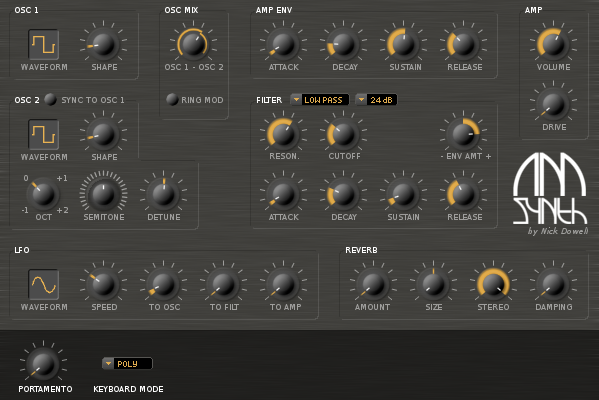 OSC 1
WAVEFORM SHAPE
OSC MIX
OSC 1 - OSC 2
RING MOD
AMP ENV
ATTACK DECAY SUSTAIN RELEASE
AMP
VOLUME
DRIVE
OSC 2 SYNC TO OSC 1
WAVEFORM SHAPE
0 +1
-1 +2
OCT SEMITONE DETUNE
FILTER LOW PASS 24 dB
RESON. CUTOFF - ENV AMT +
ATTACK DECAY SUSTAIN RELEASE
AM
SYNth
by Nick Dowell
LFO
WAVEFORM SPEED TO OSC TO FILT TO AMP
REVERB
AMOUNT SIZE STEREO DAMPING
POLY
PORTAMENTO KEYBOARD MODE